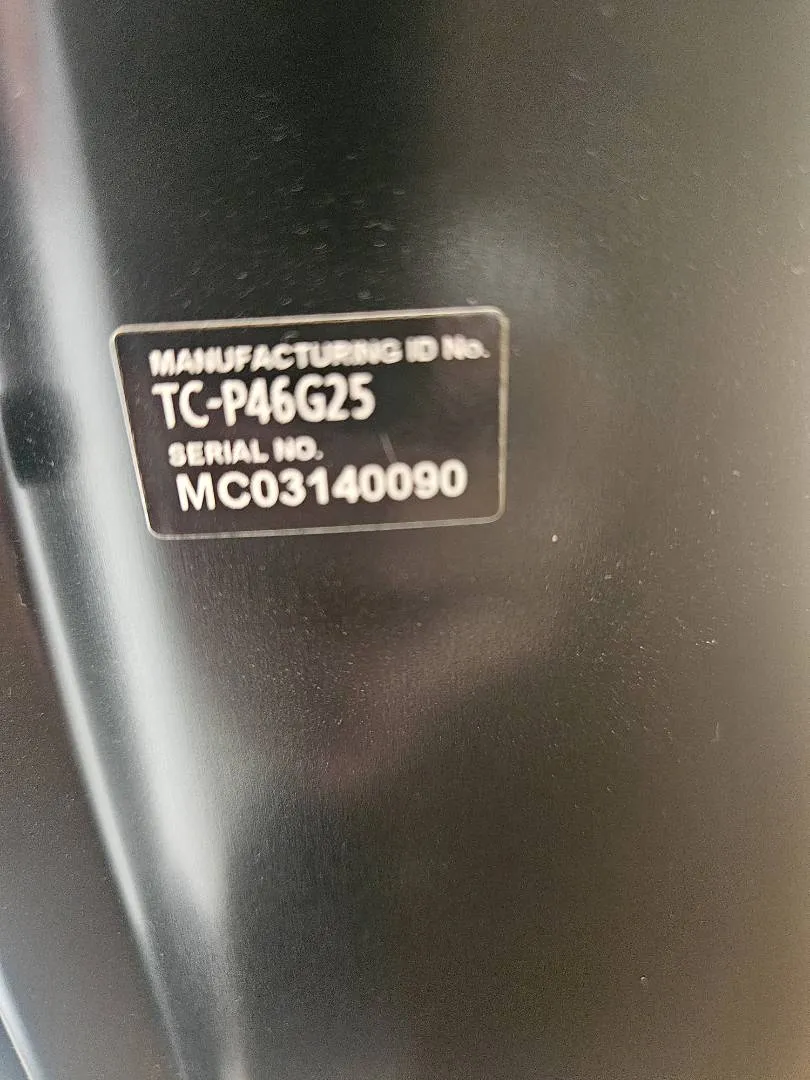 MANUFACTURING ID No.
TC-P46G25
SERIAL NO.
MC03140090